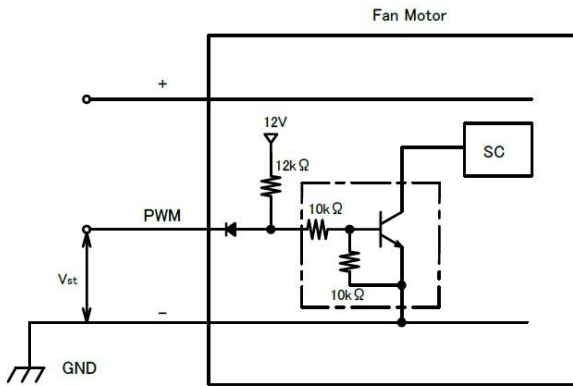 Fan Motor
+
12V
12kΩ
SC
PWM
10kΩ
Vst
10kΩ
−
GND